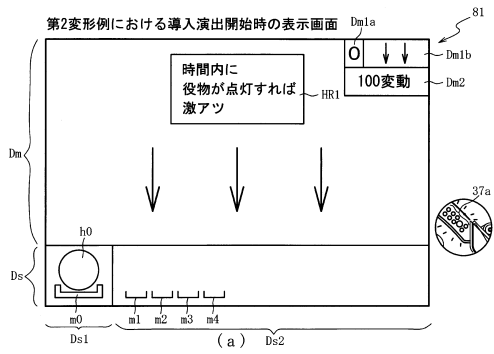 第2変形例における導入演出開始時の表示画面
81
Dm1a
0
Dm1b
100変動
Dm2
時間内に
役物が点灯すれば
激アツ
HR1
Dm
37a
h0
Ds
m0
m1
m2
m3
m4
Ds1
(a)
Ds2